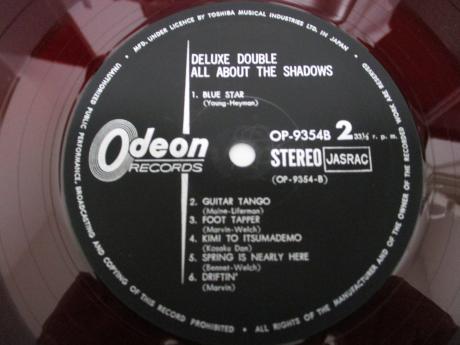 MFD. UNDER LICENCE BY TOSHIBA MUSICAL INDUSTRIES LTD. IN JAPAN
DELUXE DOUBLE
ALL ABOUT THE SHADOWS
1. BLUE STAR
(Young-Heyman)
Odeon
RECORDS
OP-9354B 2 33⅓ r. p. m.
STEREO JASRAC
(OP-9354-B)
2. GUITAR TANGO
(Maine-Liferman)
3. FOOT TAPPER
(Marvin-Welch)
4. KIMI TO ITSUMADEMO
(Kosaku Dan)
5. SPRING IS NEARLY HERE
(Bennet-Welch)
6. DRIFTIN'
(Marvin)
ALL RIGHTS OF THE MANUFACTURER AND OF THE OWNER OF THE RECORDED WORK ARE RESERVED
UNAUTHORIZED PUBLIC PERFORMANCE, BROADCASTING AND COPYING OF THIS RECORD PROHIBITED